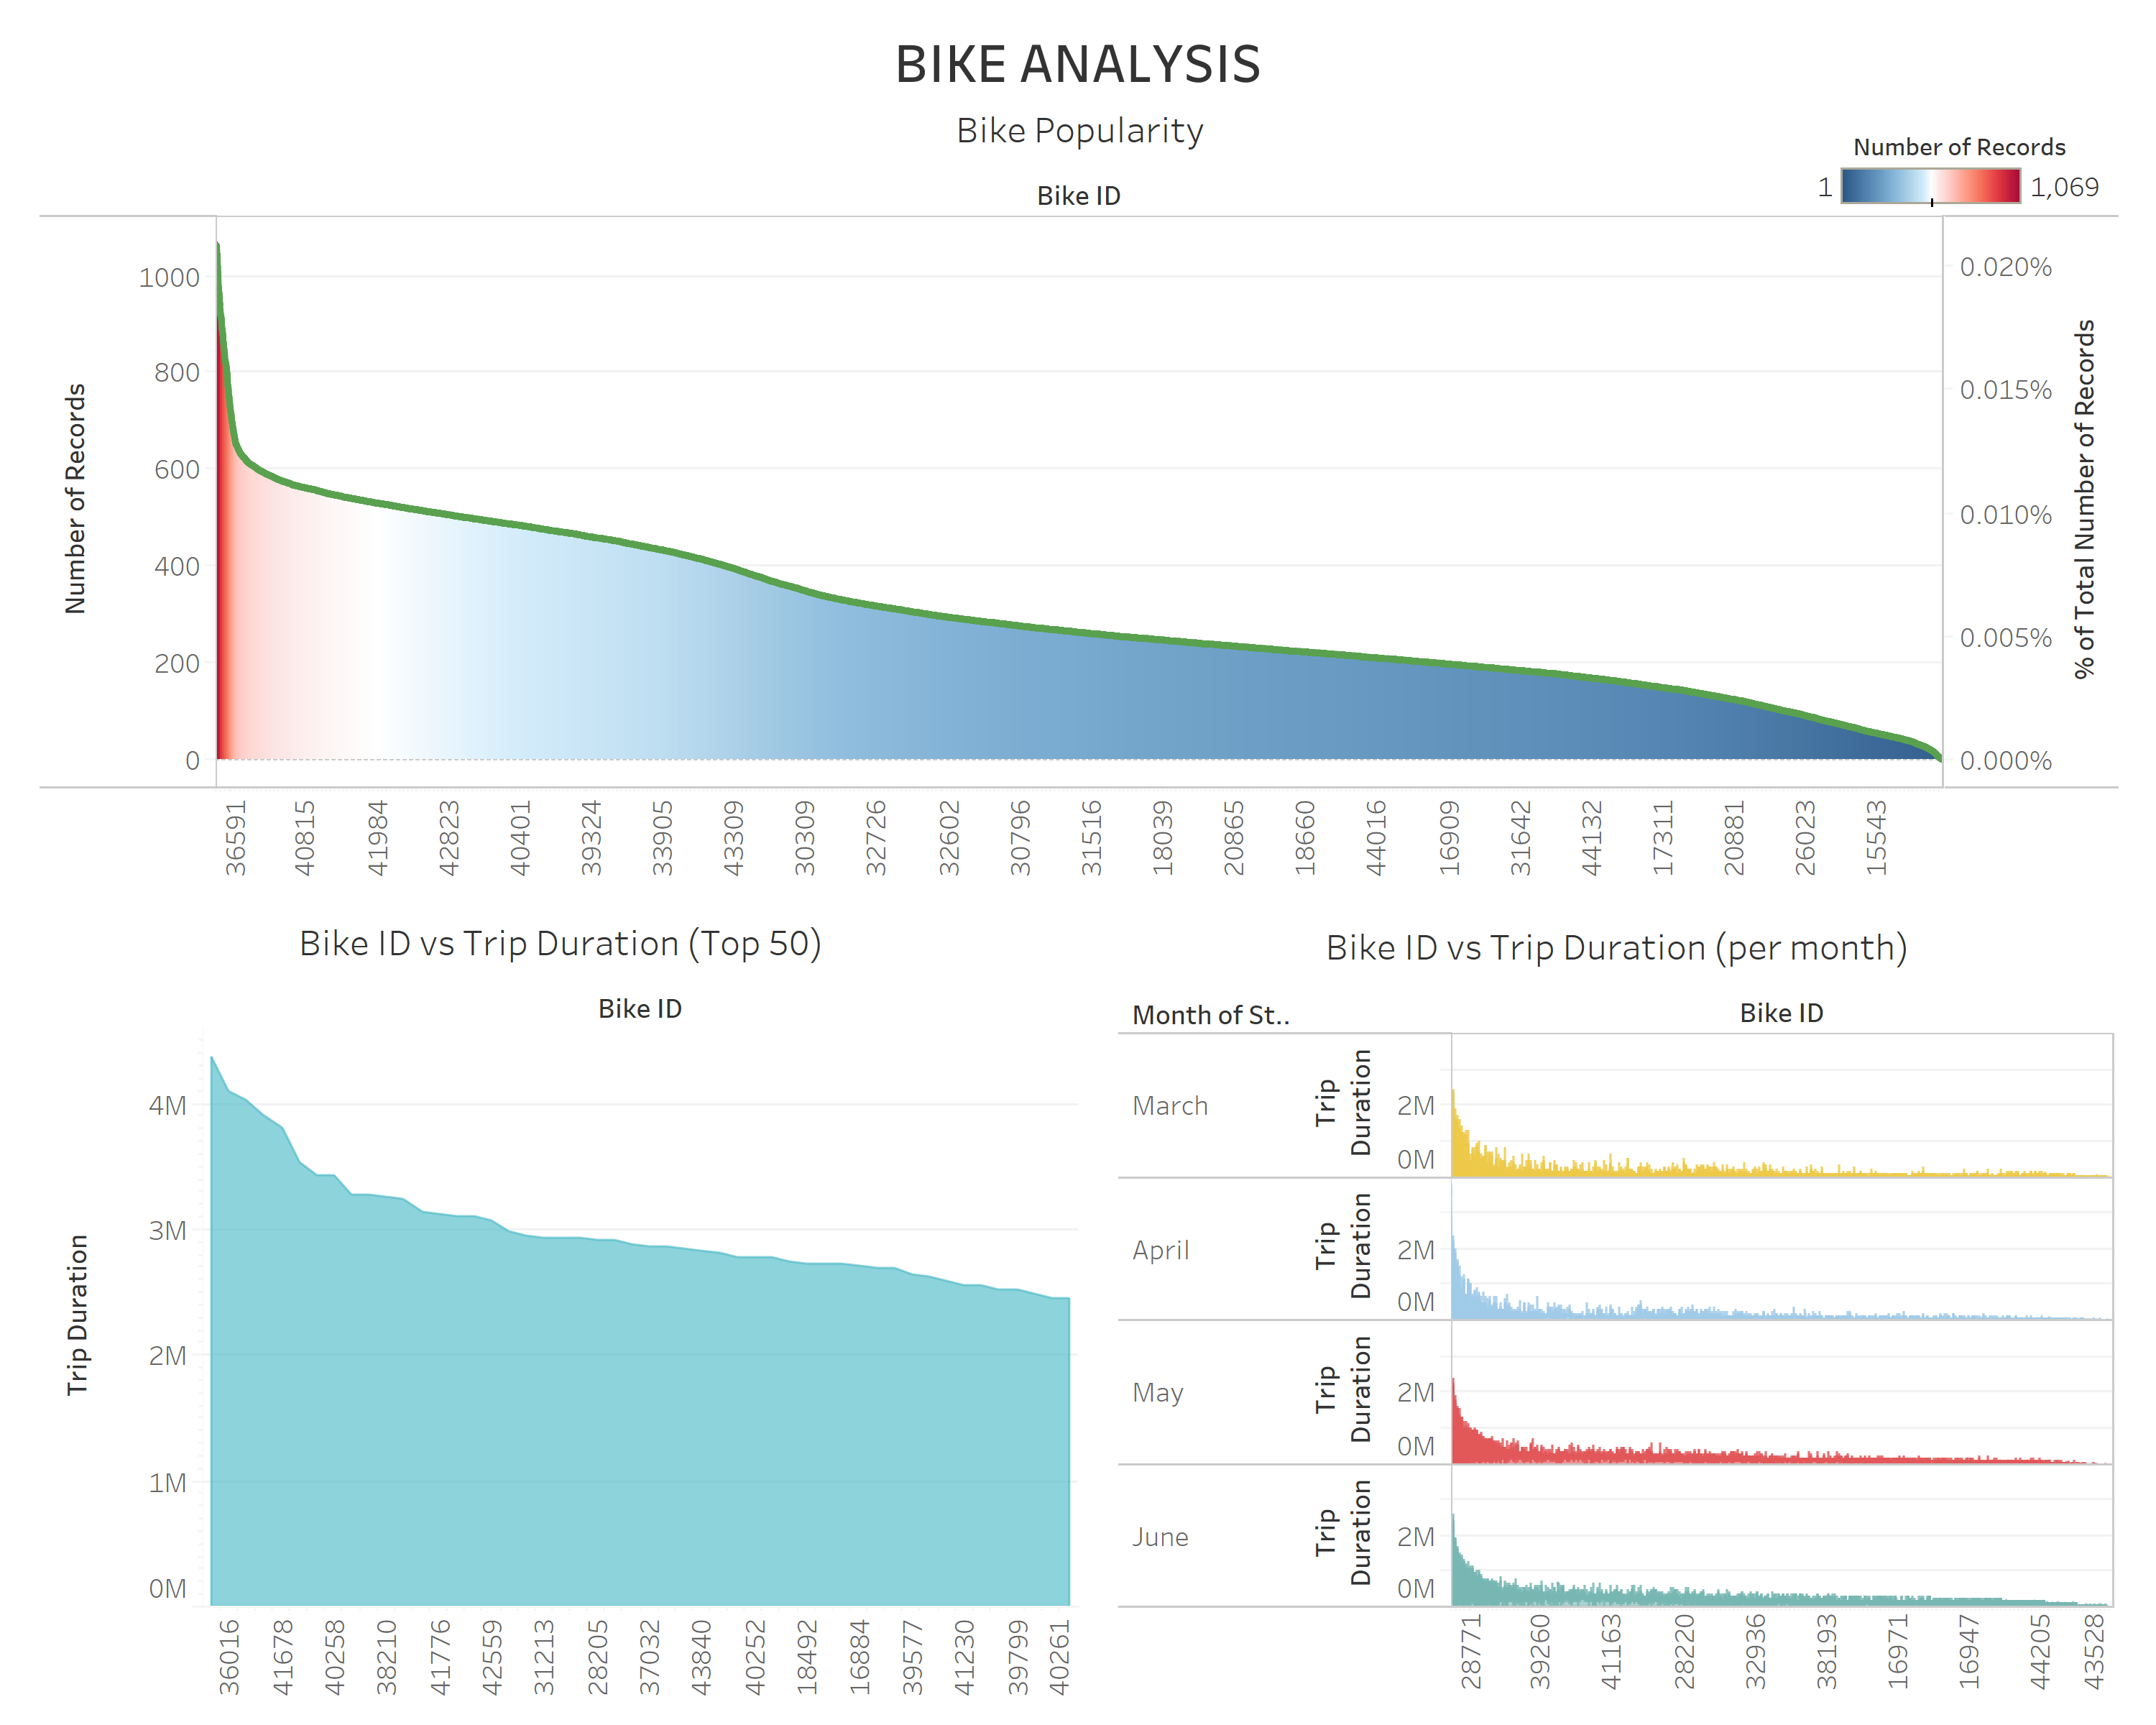 BIKE ANALYSIS
Bike Popularity
Number of Records
1 1,069
Bike ID
Number of Records
1000
800
600
400
200
0
0.020%
0.015%
0.010%
0.005%
0.000%
% of Total Number of Records
36591 40815 41984 42823 40401 39324 33905 43309 30309 32726 32602 30796 31516 18039 20865 18660 44016 16909 31642 44132 17311 20881 26023 15543
Bike ID vs Trip Duration (Top 50)
Bike ID
Trip Duration
4M
3M
2M
1M
0M
36016 41678 40258 38210 41776 42559 31213 28205 37032 43840 40252 18492 16884 39577 41230 39799 40261
Bike ID vs Trip Duration (per month)
Month of St..
Bike ID
March
Trip
Duration
2M
0M
April
Trip
Duration
2M
0M
May
Trip
Duration
2M
0M
June
Trip
Duration
2M
0M
28771 39260 41163 28220 32936 38193 16971 16947 44205 43528